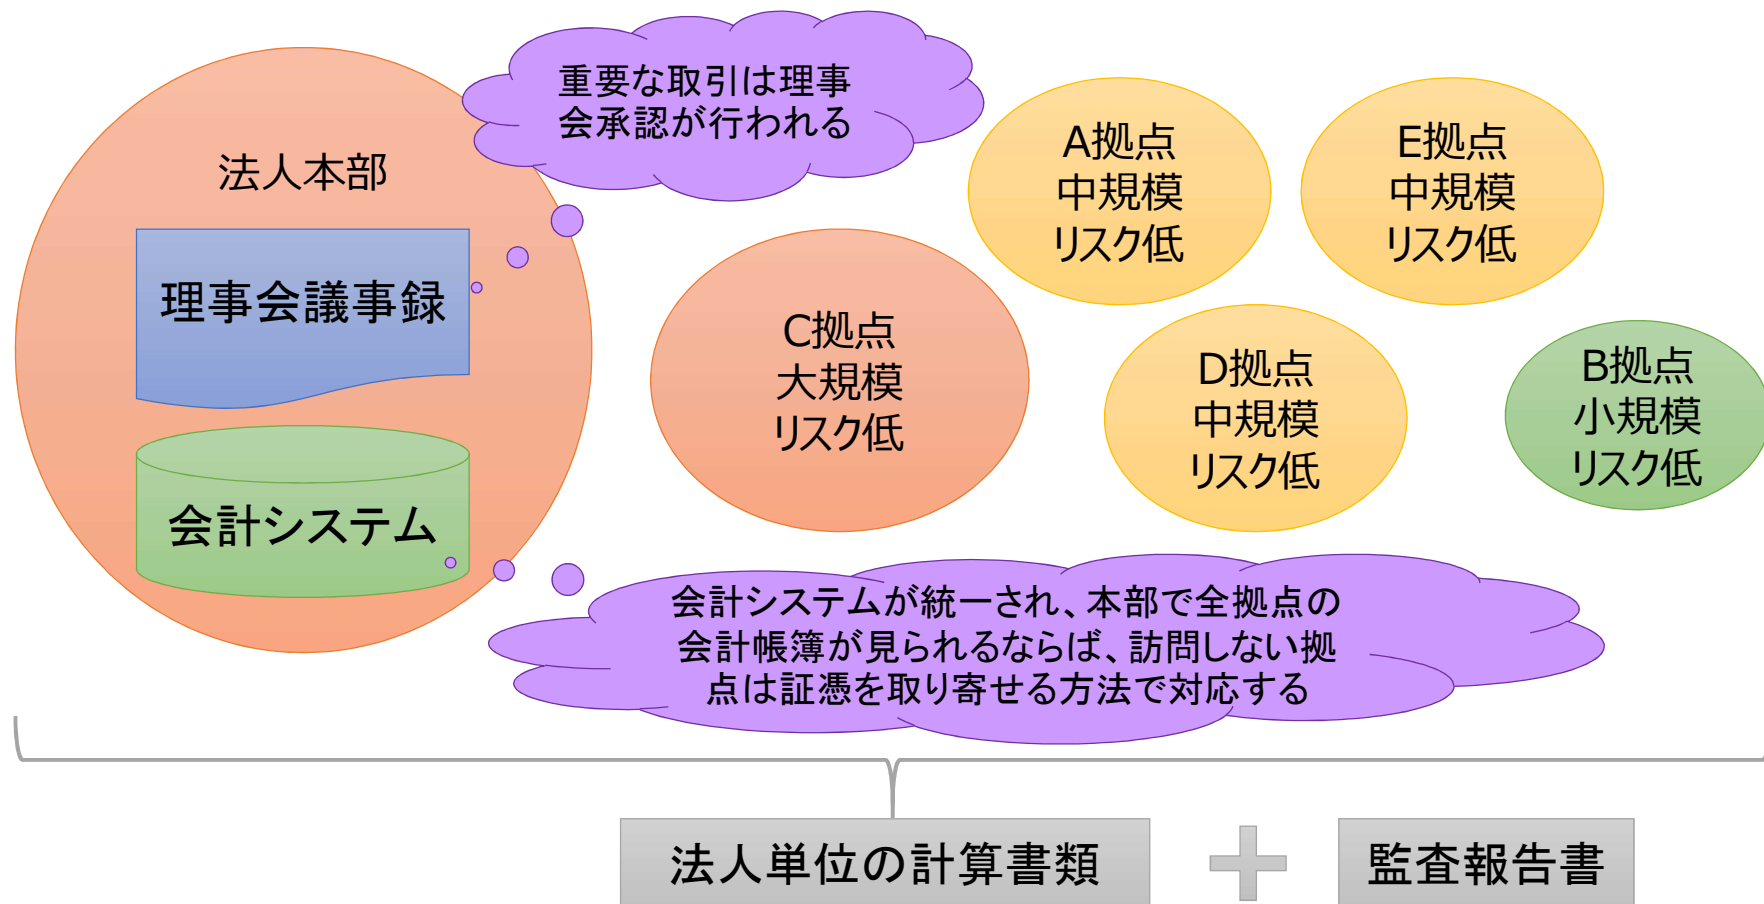 重要な取引は理事
会承認が行われる
法人本部
理事会議事録
会計システム
A拠点
中規模
リスク低
E拠点
中規模
リスク低
C拠点
大規模
リスク低
D拠点
中規模
リスク低
B拠点
小規模
リスク低
会計システムが統一され、本部で全拠点の
会計帳簿が見られるならば、訪問しない拠
点は証憑を取り寄せる方法で対応する
法人単位の計算書類
監査報告書